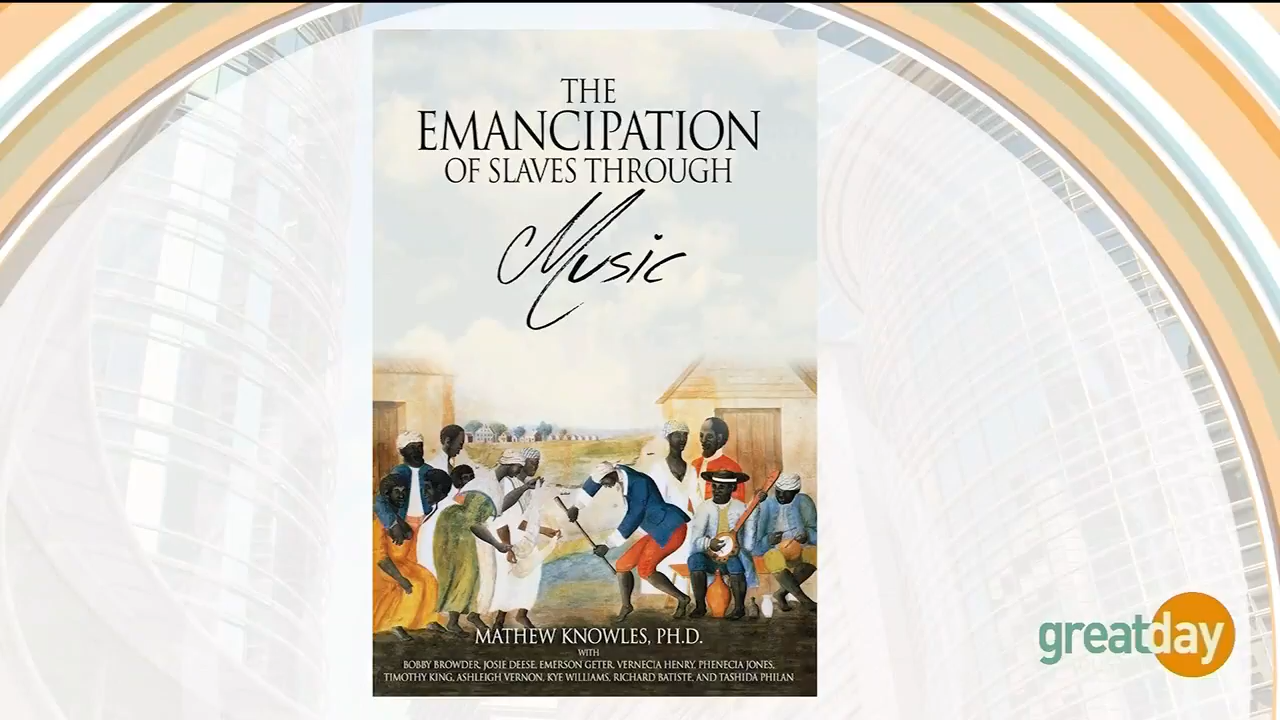 THE
EMANCIPATION
OF SLAVES THROUGH
Music
MATHEW KNOWLES, PH.D.
WITH
BOBBY BROWDER, JOSIE DEESE, EMERSON GETER, VERNECIA HENRY, PHENECIA JONES,
TIMOTHY KING, ASHLEIGH VERNON, KYE WILLIAMS, RICHARD BATISTE, AND TASHIDA PHILAN
greatday